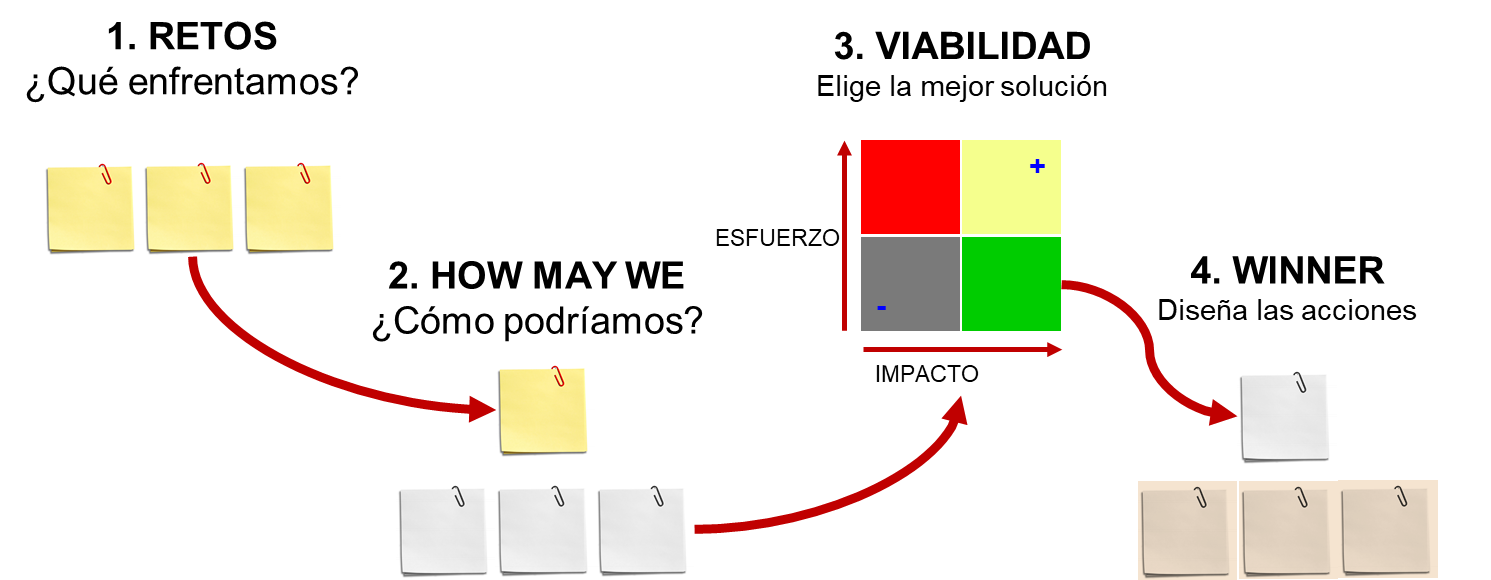 1. RETOS
¿Qué enfrentamos?
2. HOW MAY WE
¿Cómo podríamos?
3. VIABILIDAD
Elige la mejor solución
+
ESFUERZO
-
IMPACTO
4. WINNER
Diseña las acciones